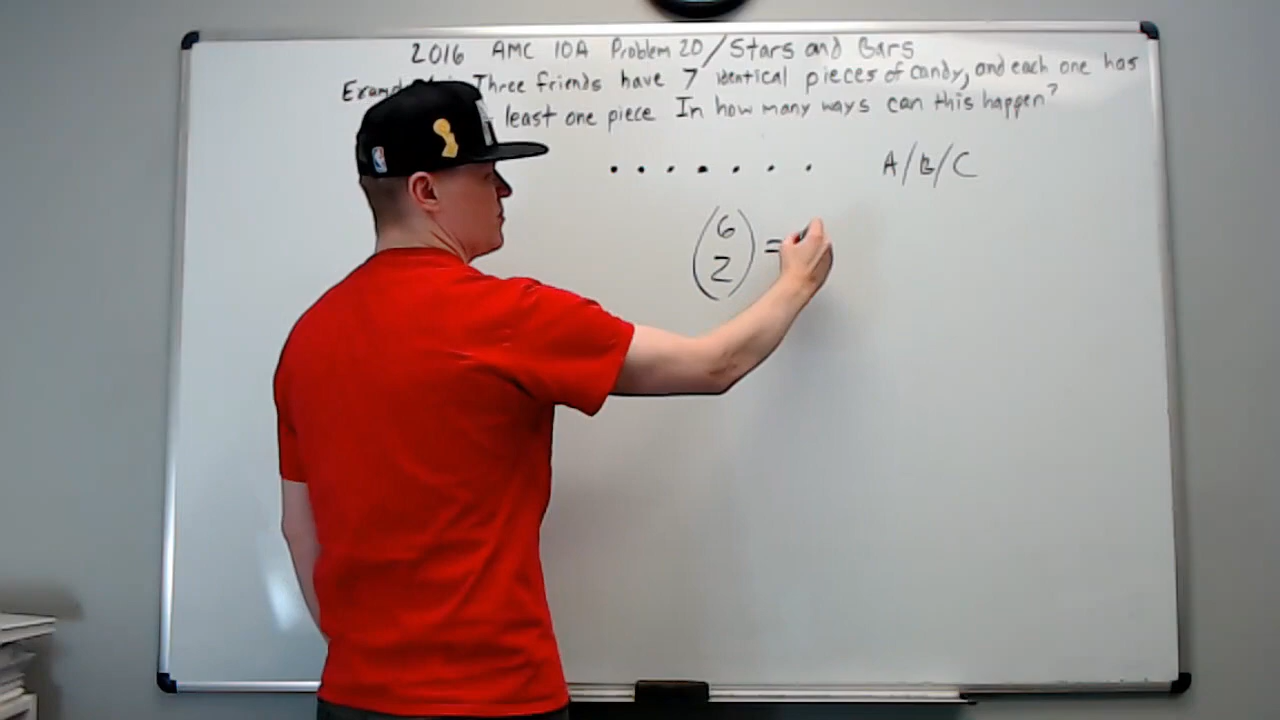 2016 AMC 10A Problem 20/Stars and Bars
Three friends have 7 identical pieces of candy, and each one has
least one piece. In how many ways can this happen?
A/B/C
(6
2) =